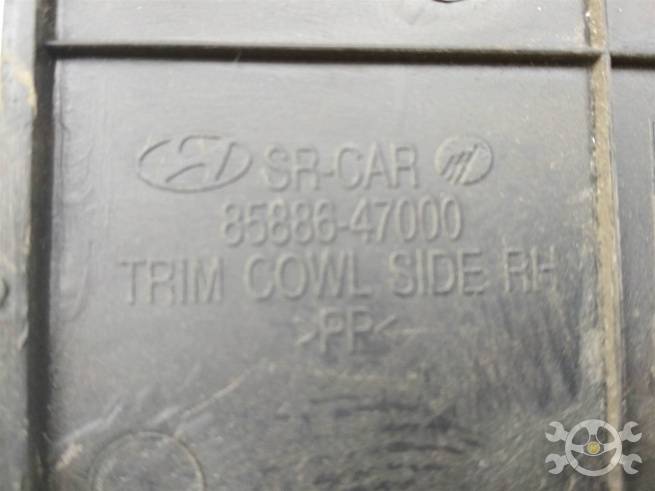 SR-CAR
85886-47000
TRIM COWL SIDE RH
>PP<